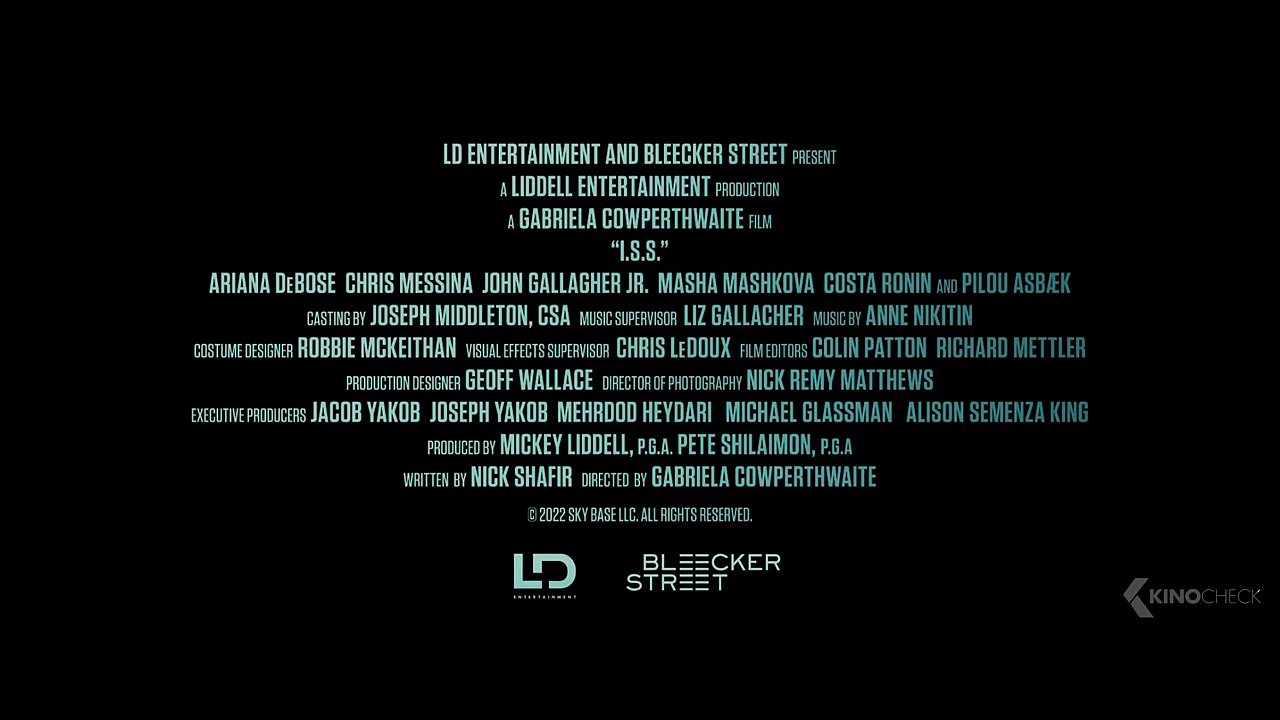 LD ENTERTAINMENT AND BLEECKER STREET PRESENT
A LIDDELL ENTERTAINMENT PRODUCTION
A GABRIELA COWPERTHWAITE FILM
“I.S.S.”
ARIANA DeBOSE CHRIS MESSINA JOHN GALLAGHER JR. MASHA MASHKOVA COSTA RONIN AND PILOU ASBÆK
CASTING BY JOSEPH MIDDLETON, CSA MUSIC SUPERVISOR LIZ GALLACHER MUSIC BY ANNE NIKITIN
COSTUME DESIGNER ROBBIE MCKEITHAN VISUAL EFFECTS SUPERVISOR CHRIS LeDOUX FILM EDITORS COLIN PATTON RICHARD METTLER
PRODUCTION DESIGNER GEOFF WALLACE DIRECTOR OF PHOTOGRAPHY NICK REMY MATTHEWS
EXECUTIVE PRODUCERS JACOB YAKOB JOSEPH YAKOB MEHRDOD HEYDARI MICHAEL GLASSMAN ALISON SEMENZA KING
PRODUCED BY MICKEY LIDDELL, P.G.A. PETE SHILAIMON, P.G.A
WRITTEN BY NICK SHAFIR DIRECTED BY GABRIELA COWPERTHWAITE
© 2022 SKY BASE LLC. ALL RIGHTS RESERVED.
LD
ENTERTAINMENT
BLEECKER
STREET
KINOCHECK